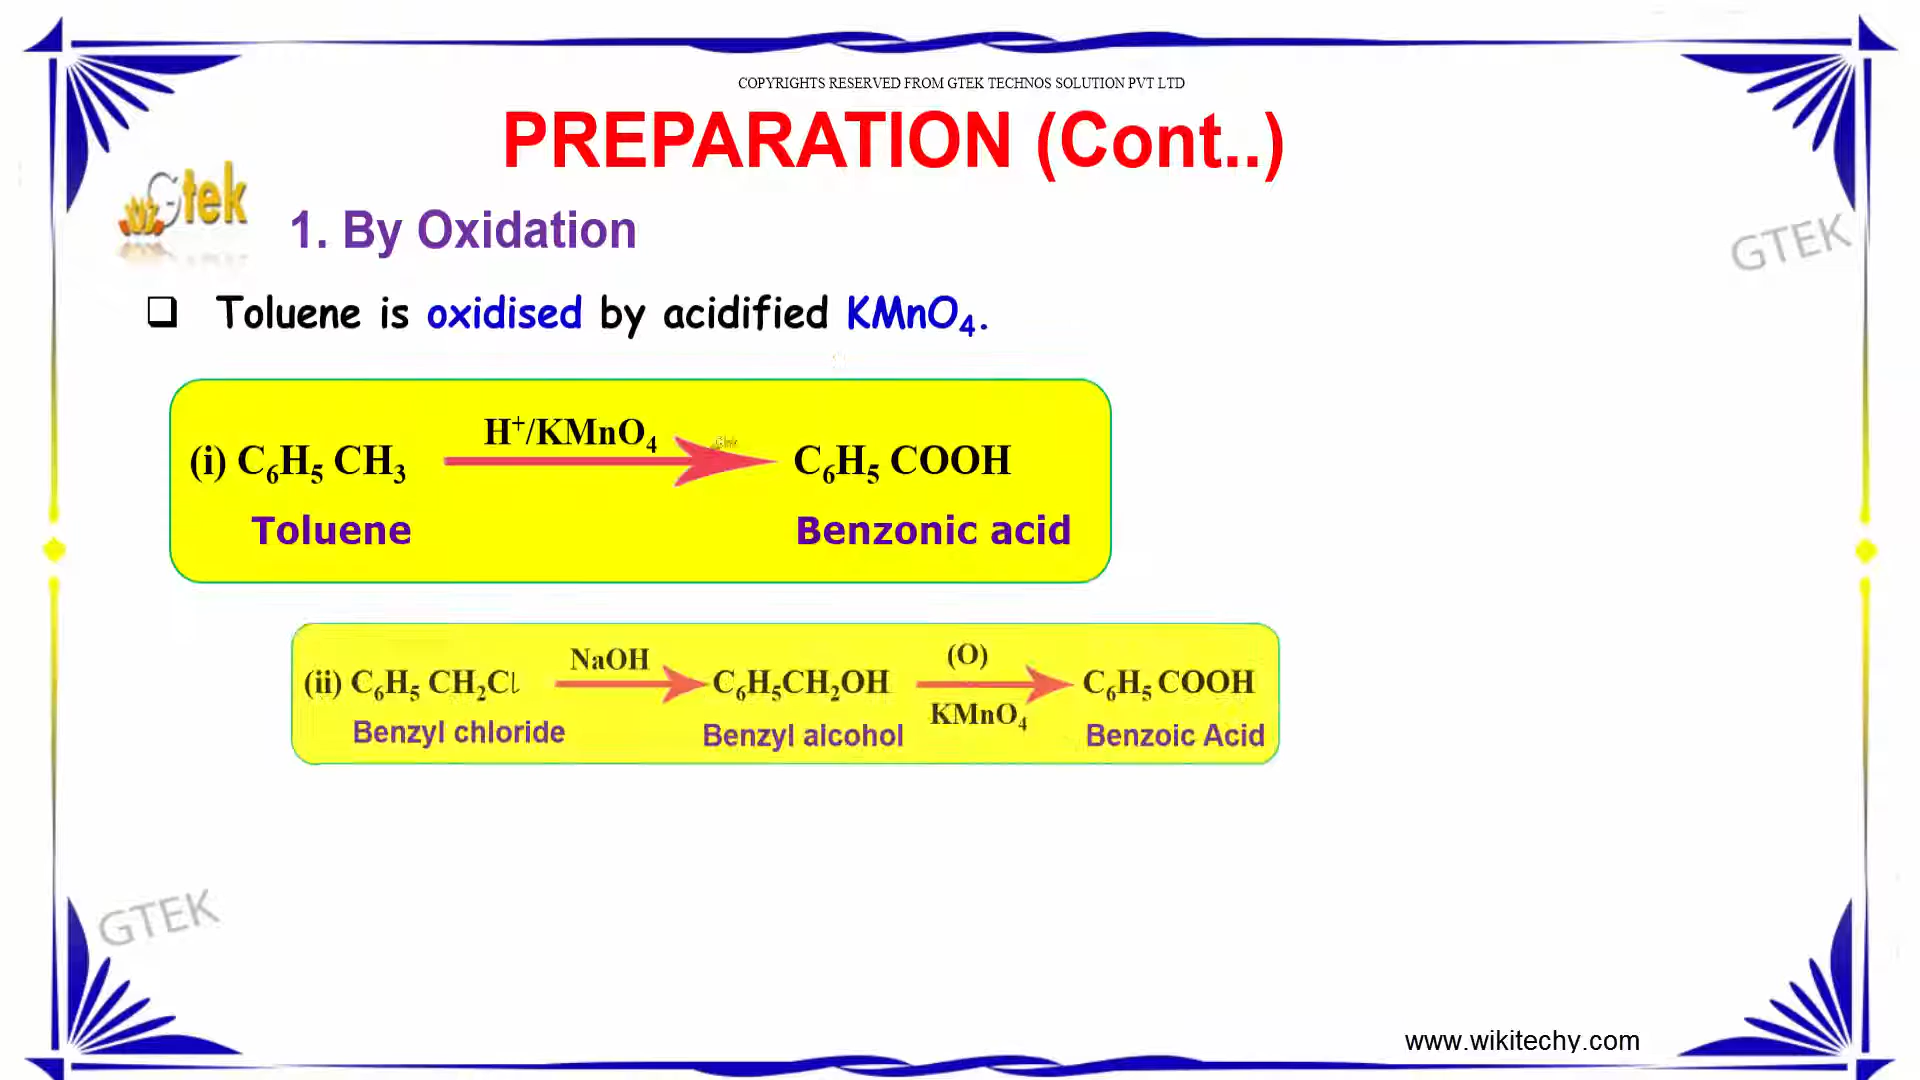 COPYRIGHTS RESERVED FROM GTEK TECHNOS SOLUTION PVT LTD
PREPARATION (Cont..)
Gtek
1. By Oxidation
GTEK
❑ Toluene is oxidised by acidified KMnO₄.
H⁺/KMnO₄
(i) C₆H₅ CH₃ C₆H₅ COOH
Toluene Benzonic acid
NaOH (O)
(ii) C₆H₅ CH₂Cl C₆H₅CH₂OH C₆H₅ COOH
KMnO₄
Benzyl chloride Benzyl alcohol Benzoic Acid
GTEK
www.wikitechy.com